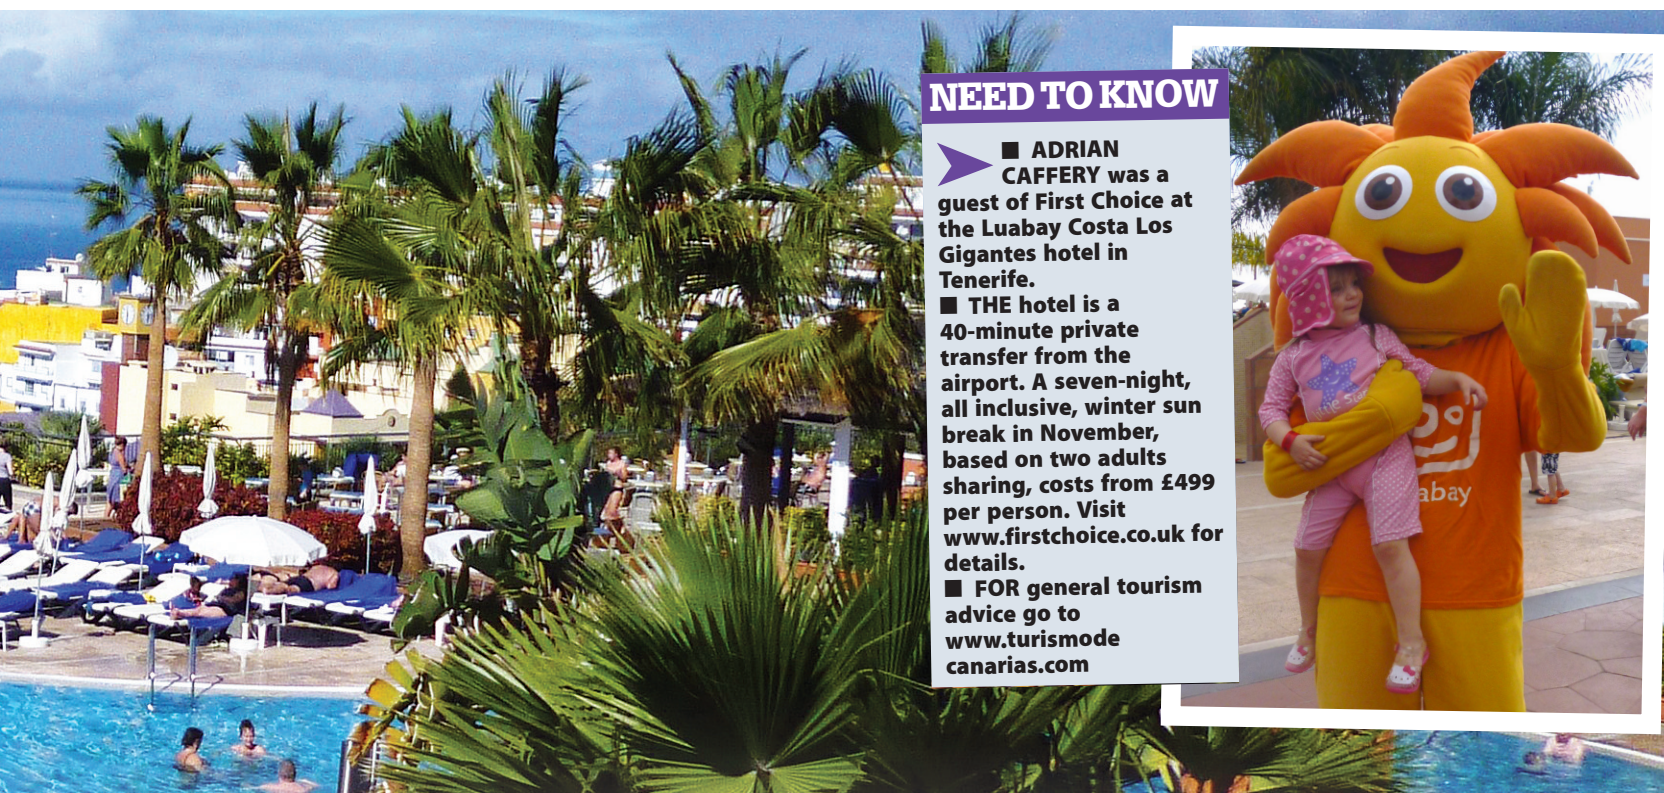 NEED TO KNOW
■ ADRIAN
CAFFERY was a
guest of First Choice at
the Luabay Costa Los
Gigantes hotel in
Tenerife.
■ THE hotel is a
40-minute private
transfer from the
airport. A seven-night,
all inclusive, winter sun
break in November,
based on two adults
sharing, costs from £499
per person. Visit
www.firstchoice.co.uk for
details.
■ FOR general tourism
advice go to
www.turismode
canarias.com
the
abay